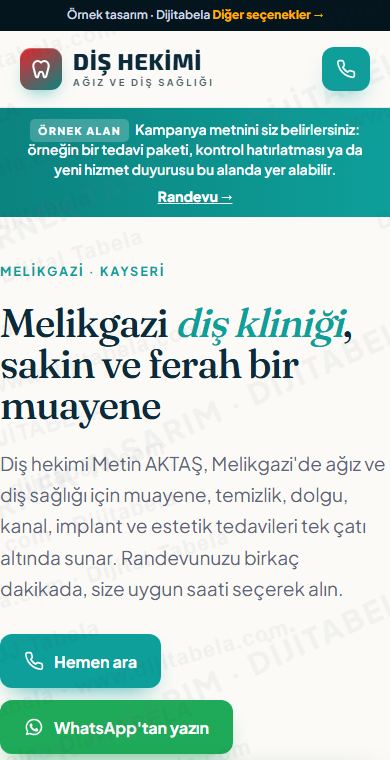 Örnek tasarım · Dijitabela Diğer seçenekler →
DİŞ HEKİMİ
AĞIZ VE DİŞ SAĞLIĞI
ÖRNEK ALAN Kampanya metnini siz belirlersiniz:
örneğin bir tedavi paketi, kontrol hatırlatması ya da
yeni hizmet duyurusu bu alanda yer alabilir.
Randevu →
MELİKGAZİ · KAYSERİ
Melikgazi diş kliniği,
sakin ve ferah bir
muayene
Diş hekimi Metin AKTAŞ, Melikgazi'de ağız ve
diş sağlığı için muayene, temizlik, dolgu,
kanal, implant ve estetik tedavileri tek çatı
altında sunar. Randevunuzu birkaç
dakikada, size uygun saati seçerek alın.
Hemen ara
WhatsApp'tan yazın